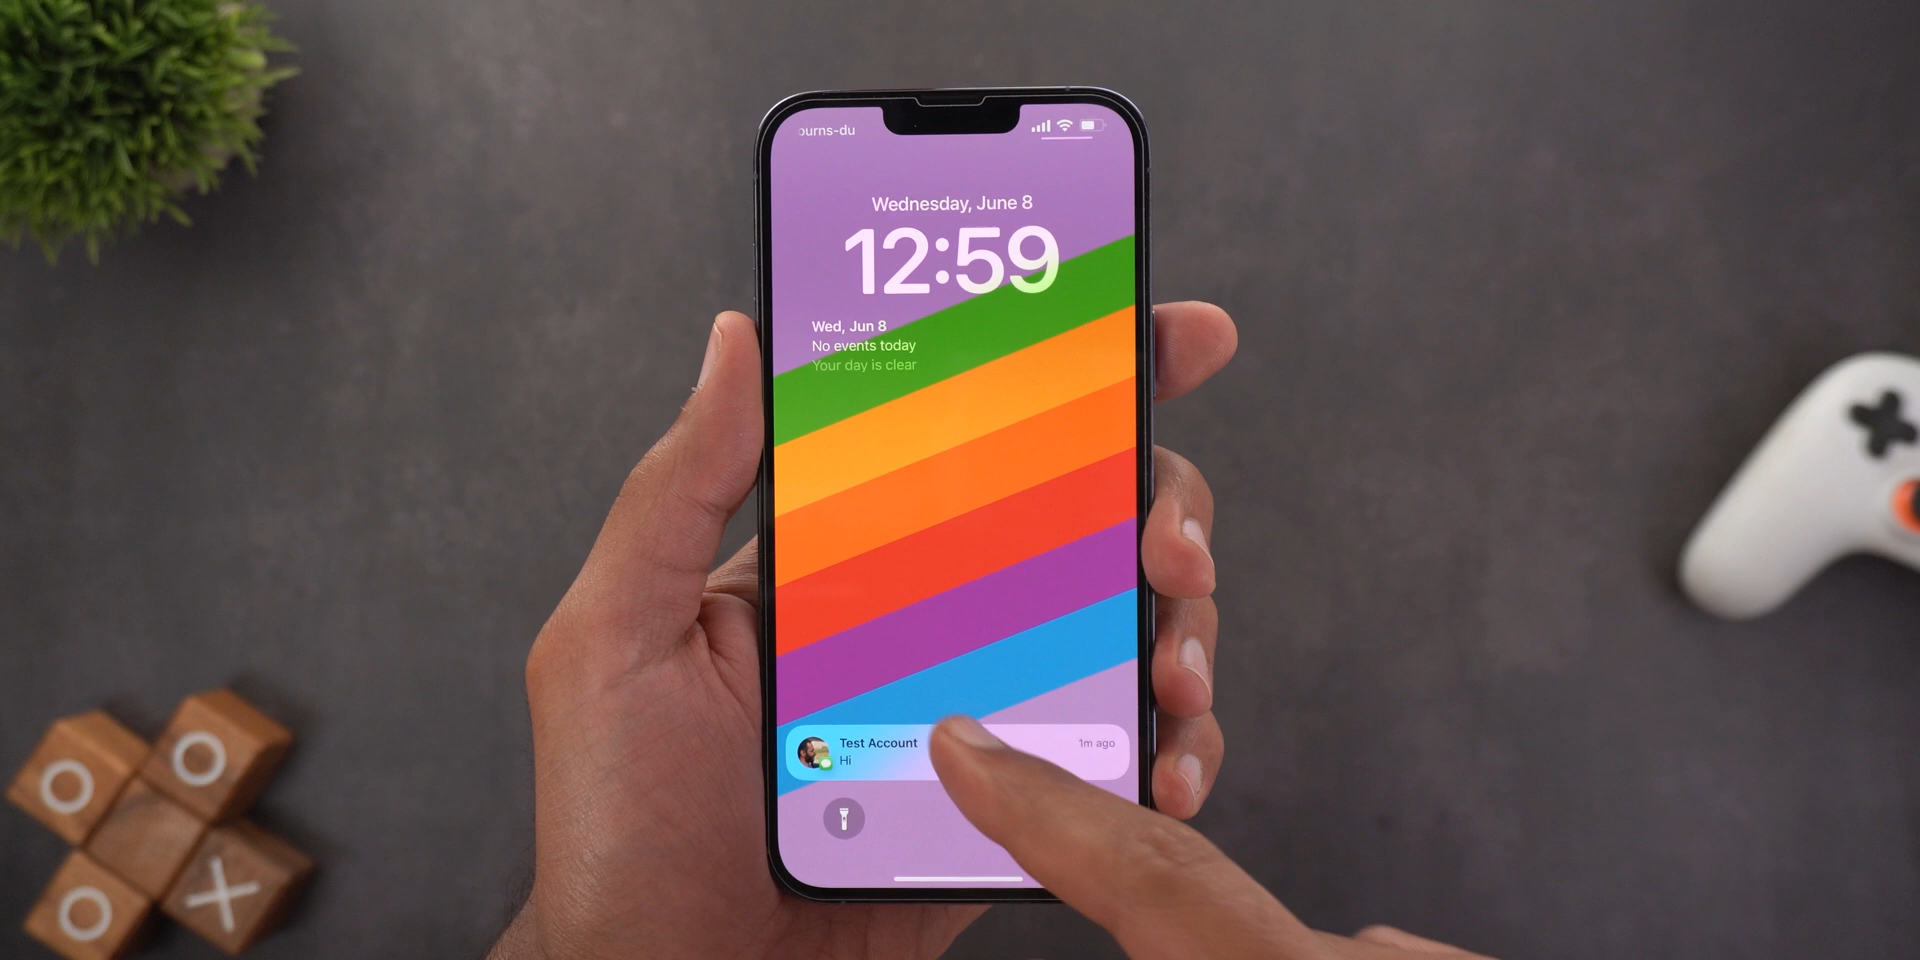 ourns-du
Wednesday, June 8
12:59
Wed, Jun 8
No events today
Your day is clear
Test Account
1m ago
Hi
O
O
O
X